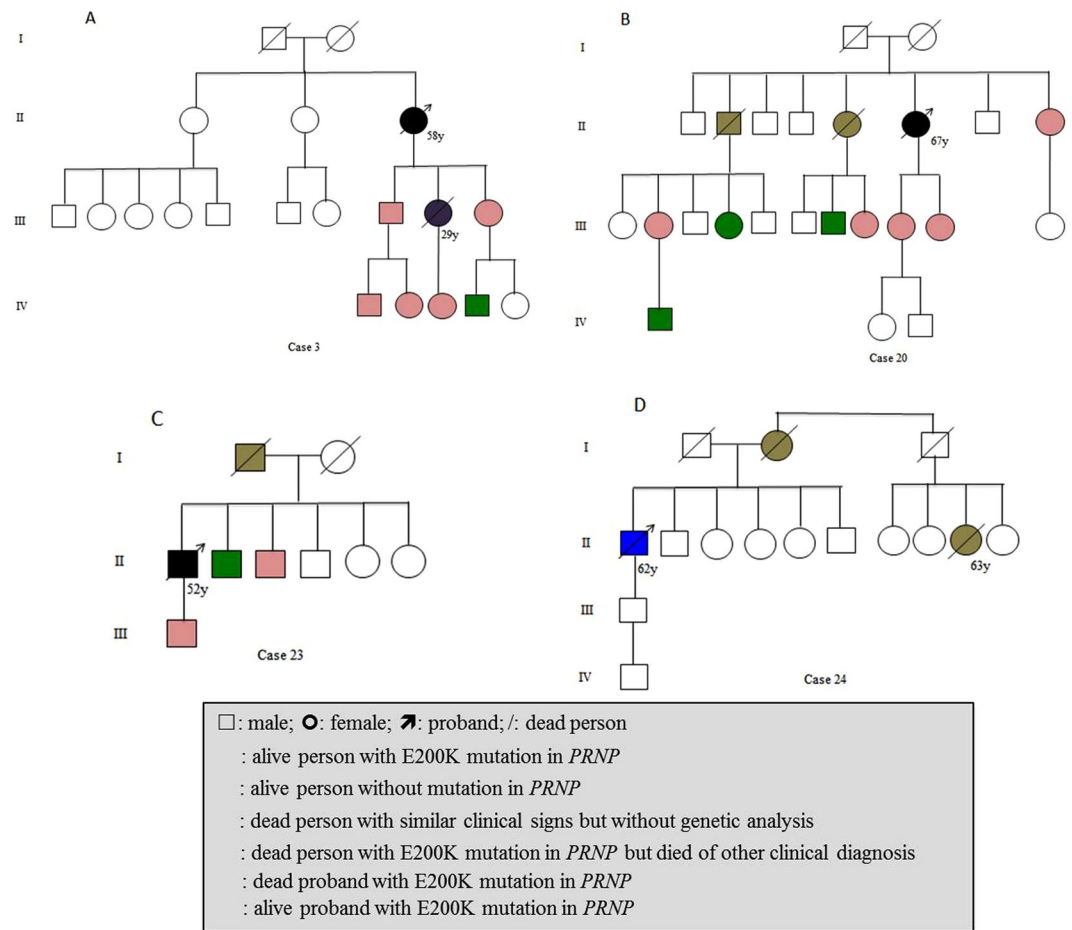 A
I
II
58y
III
29y
IV
Case 3
B
I
II
67y
III
IV
Case 20
C
I
II
52y
III
Case 23
D
I
II
62y
63y
III
IV
Case 24
□: male; O: female; ↗: proband; /: dead person
: alive person with E200K mutation in PRNP
: alive person without mutation in PRNP
: dead person with similar clinical signs but without genetic analysis
: dead person with E200K mutation in PRNP but died of other clinical diagnosis
: dead proband with E200K mutation in PRNP
: alive proband with E200K mutation in PRNP